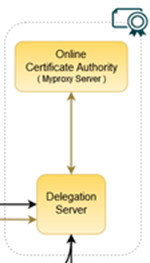 Online
Certificate Authority
( Myproxy Server )
Delegation
Server